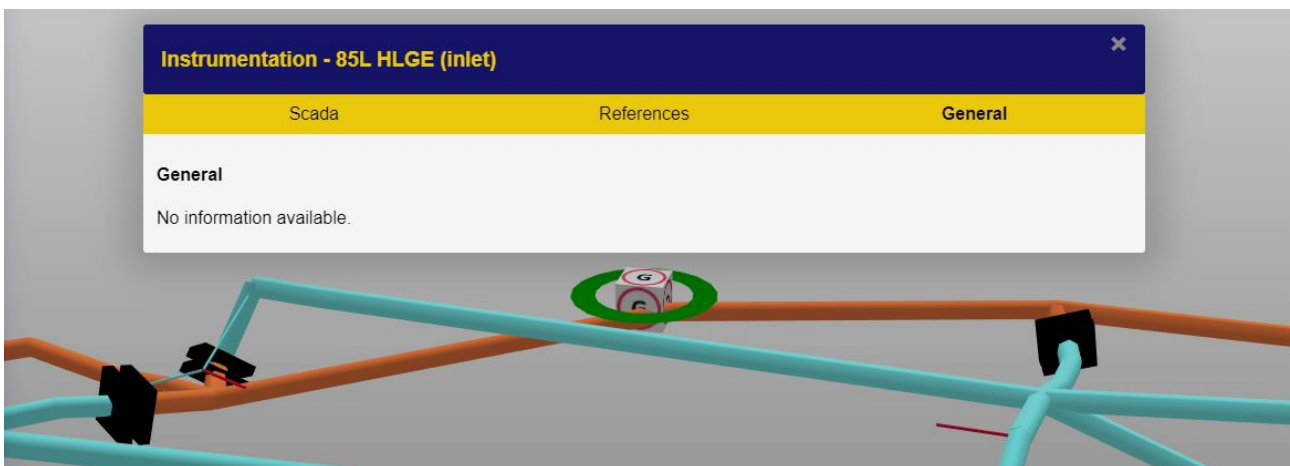 Instrumentation - 85L HLGE (inlet)
×
Scada References General
General
No information available.
G
G